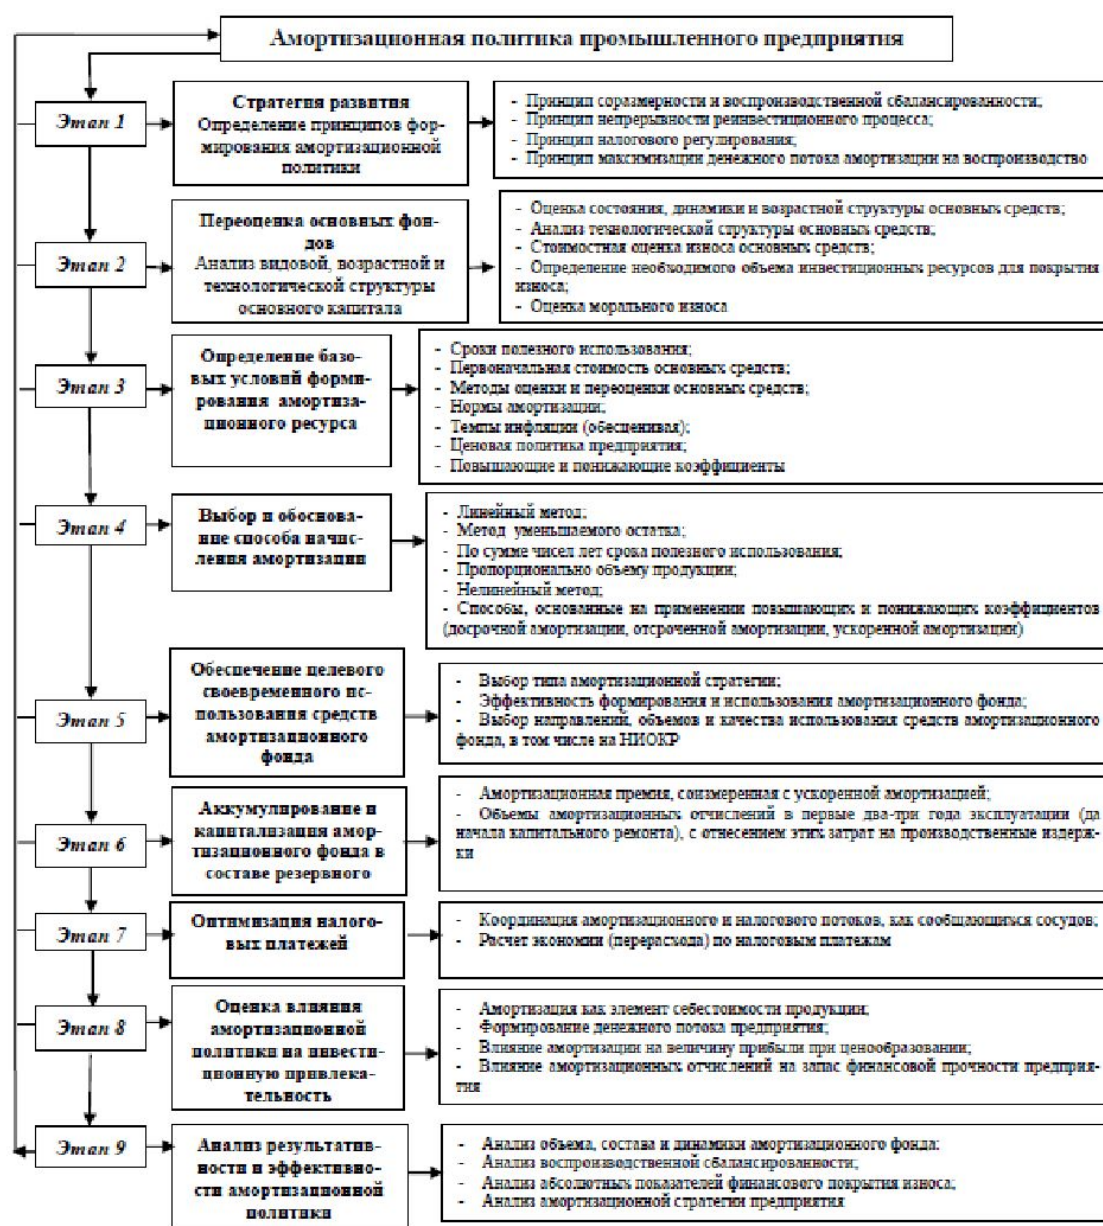 Амортизационная политика промышленного предприятия
Этап 1
Стратегия развития
Определение принципов фор-
мирования амортизационной
политики
- Принцип соразмерности и воспроизводственной сбалансированности;
- Принцип непрерывности реинвестиционного процесса;
- Принцип налогового регулирования;
- Принцип максимизации денежного потока амортизации на воспроизводство
Этап 2
Переоценка основных фон-
дов
Анализ видовой, возрастной и
технологической структуры
основного капитала
- Оценка состояния, динамики и возрастной структуры основных средств;
- Анализ технологической структуры основных средств;
- Стоимостная оценка износа основных средств;
- Определение необходимого объема инвестиционных ресурсов для покрытия
износа;
- Оценка морального износа
Этап 3
Определение базо-
вых условий форми-
рования амортиза-
ционного ресурса
- Сроки полезного использования;
- Первоначальная стоимость основных средств;
- Методы оценки и переоценки основных средств;
- Нормы амортизации;
- Темпы инфляции (обесценивая);
- Ценовая политика предприятия;
- Повышающие и понижающие коэффициенты
Этап 4
Выбор и обоснова-
ние способа начис-
ления амортизации
- Линейный метод;
- Метод уменьшаемого остатка;
- По сумме чисел лет срока полезного использования;
- Пропорционально объему продукции;
- Нелинейный метод;
- Способы, основанные на применении повышающих и понижающих коэффициентов
(досрочной амортизации, отсроченной амортизации, ускоренной амортизации)
Этап 5
Обеспечение целевого
своевременного ис-
пользования средств
амортизационного
фонда
- Выбор типа амортизационной стратегии;
- Эффективность формирования и использования амортизационного фонда;
- Выбор направлений, объемов и качества использования средств амортизационного
фонда, в том числе на НИОКР
Этап 6
Аккумулирование и
капитализация амор-
тизационного фонда в
составе резервного
- Амортизационная премия, соизмеренная с ускоренной амортизацией;
- Объемы амортизационных отчислений в первые два-три года эксплуатации (да
начала капитального ремонта), с отнесением этих затрат на производственные издерж-
ки
Этап 7
Оптимизация налого-
вых платежей
- Координация амортизационного и налогового потоков, как сообщающихся сосудов;
- Расчет экономии (перерасхода) по налоговым платежам
Этап 8
Оценка влияния
амортизационной
политики на инвести-
ционную привлека-
тельность
- Амортизация как элемент себестоимости продукции;
- Формирование денежного потока предприятия;
- Влияние амортизации на величину прибыли при ценообразовании;
- Влияние амортизационных отчислений на запас финансовой прочности предприя-
тия
Этап 9
Анализ результатив-
ности и эффективно-
сти амортизационной
политики
- Анализ объема, состава и динамики амортизационного фонда;
- Анализ воспроизводственной сбалансированности;
- Анализ абсолютных показателей финансового покрытия износа;
- Анализ амортизационной стратегии предприятия